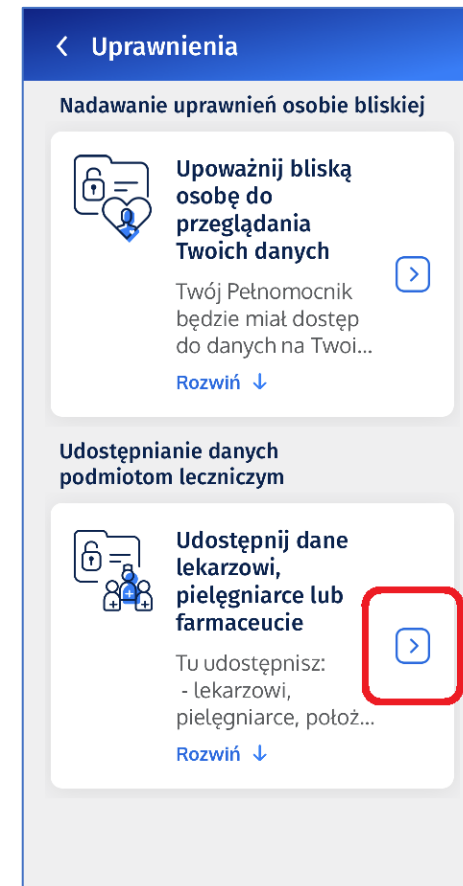 Uprawnienia
Nadawanie uprawnień osobie bliskiej
Upoważnij bliską
osobę do
przeglądania
Twoich danych
Twój Pełnomocnik
będzie miał dostęp
do danych na Twoi...
Rozwiń ↓
Udostępnianie danych
podmiotom leczniczym
Udostępnij dane
lekarzowi,
pielęgniarce lub
farmaceucie
Tu udostępnisz:
- lekarzowi,
pielęgniarce, położ...
Rozwiń ↓